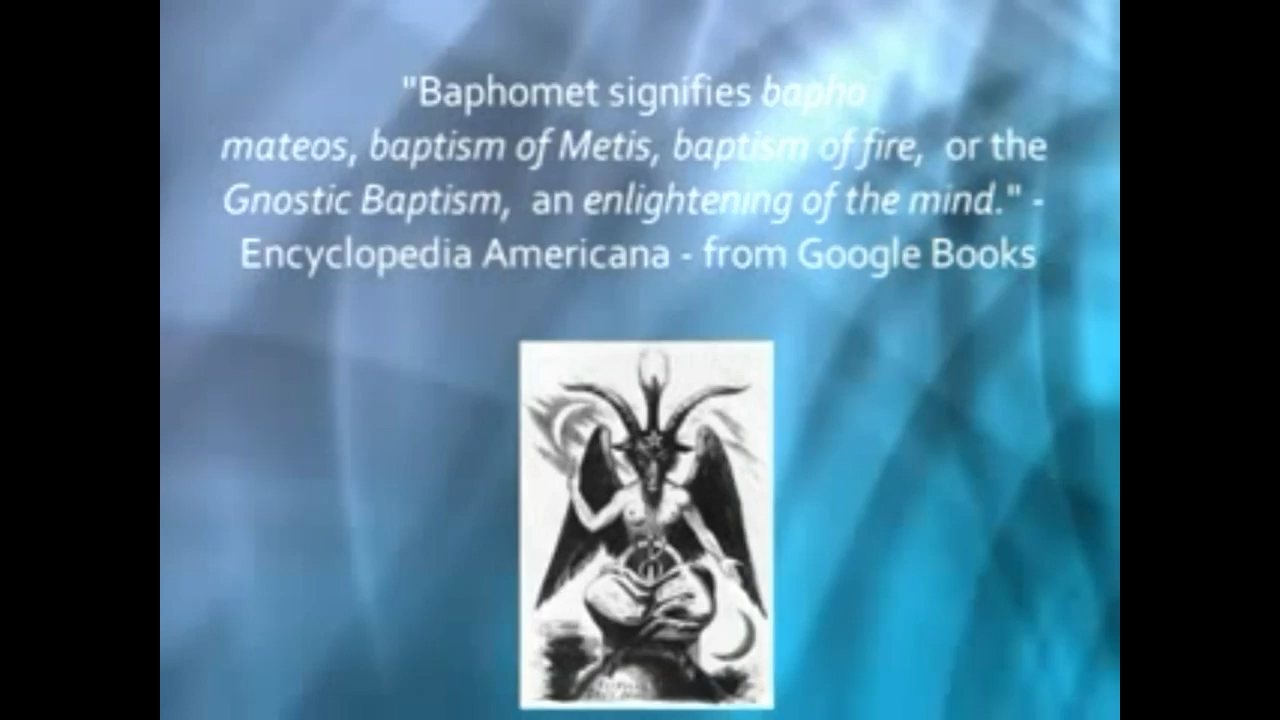 "Baphomet signifies bapho
mateos, baptism of Metis, baptism of fire, or the
Gnostic Baptism, an enlightening of the mind." -
Encyclopedia Americana - from Google Books